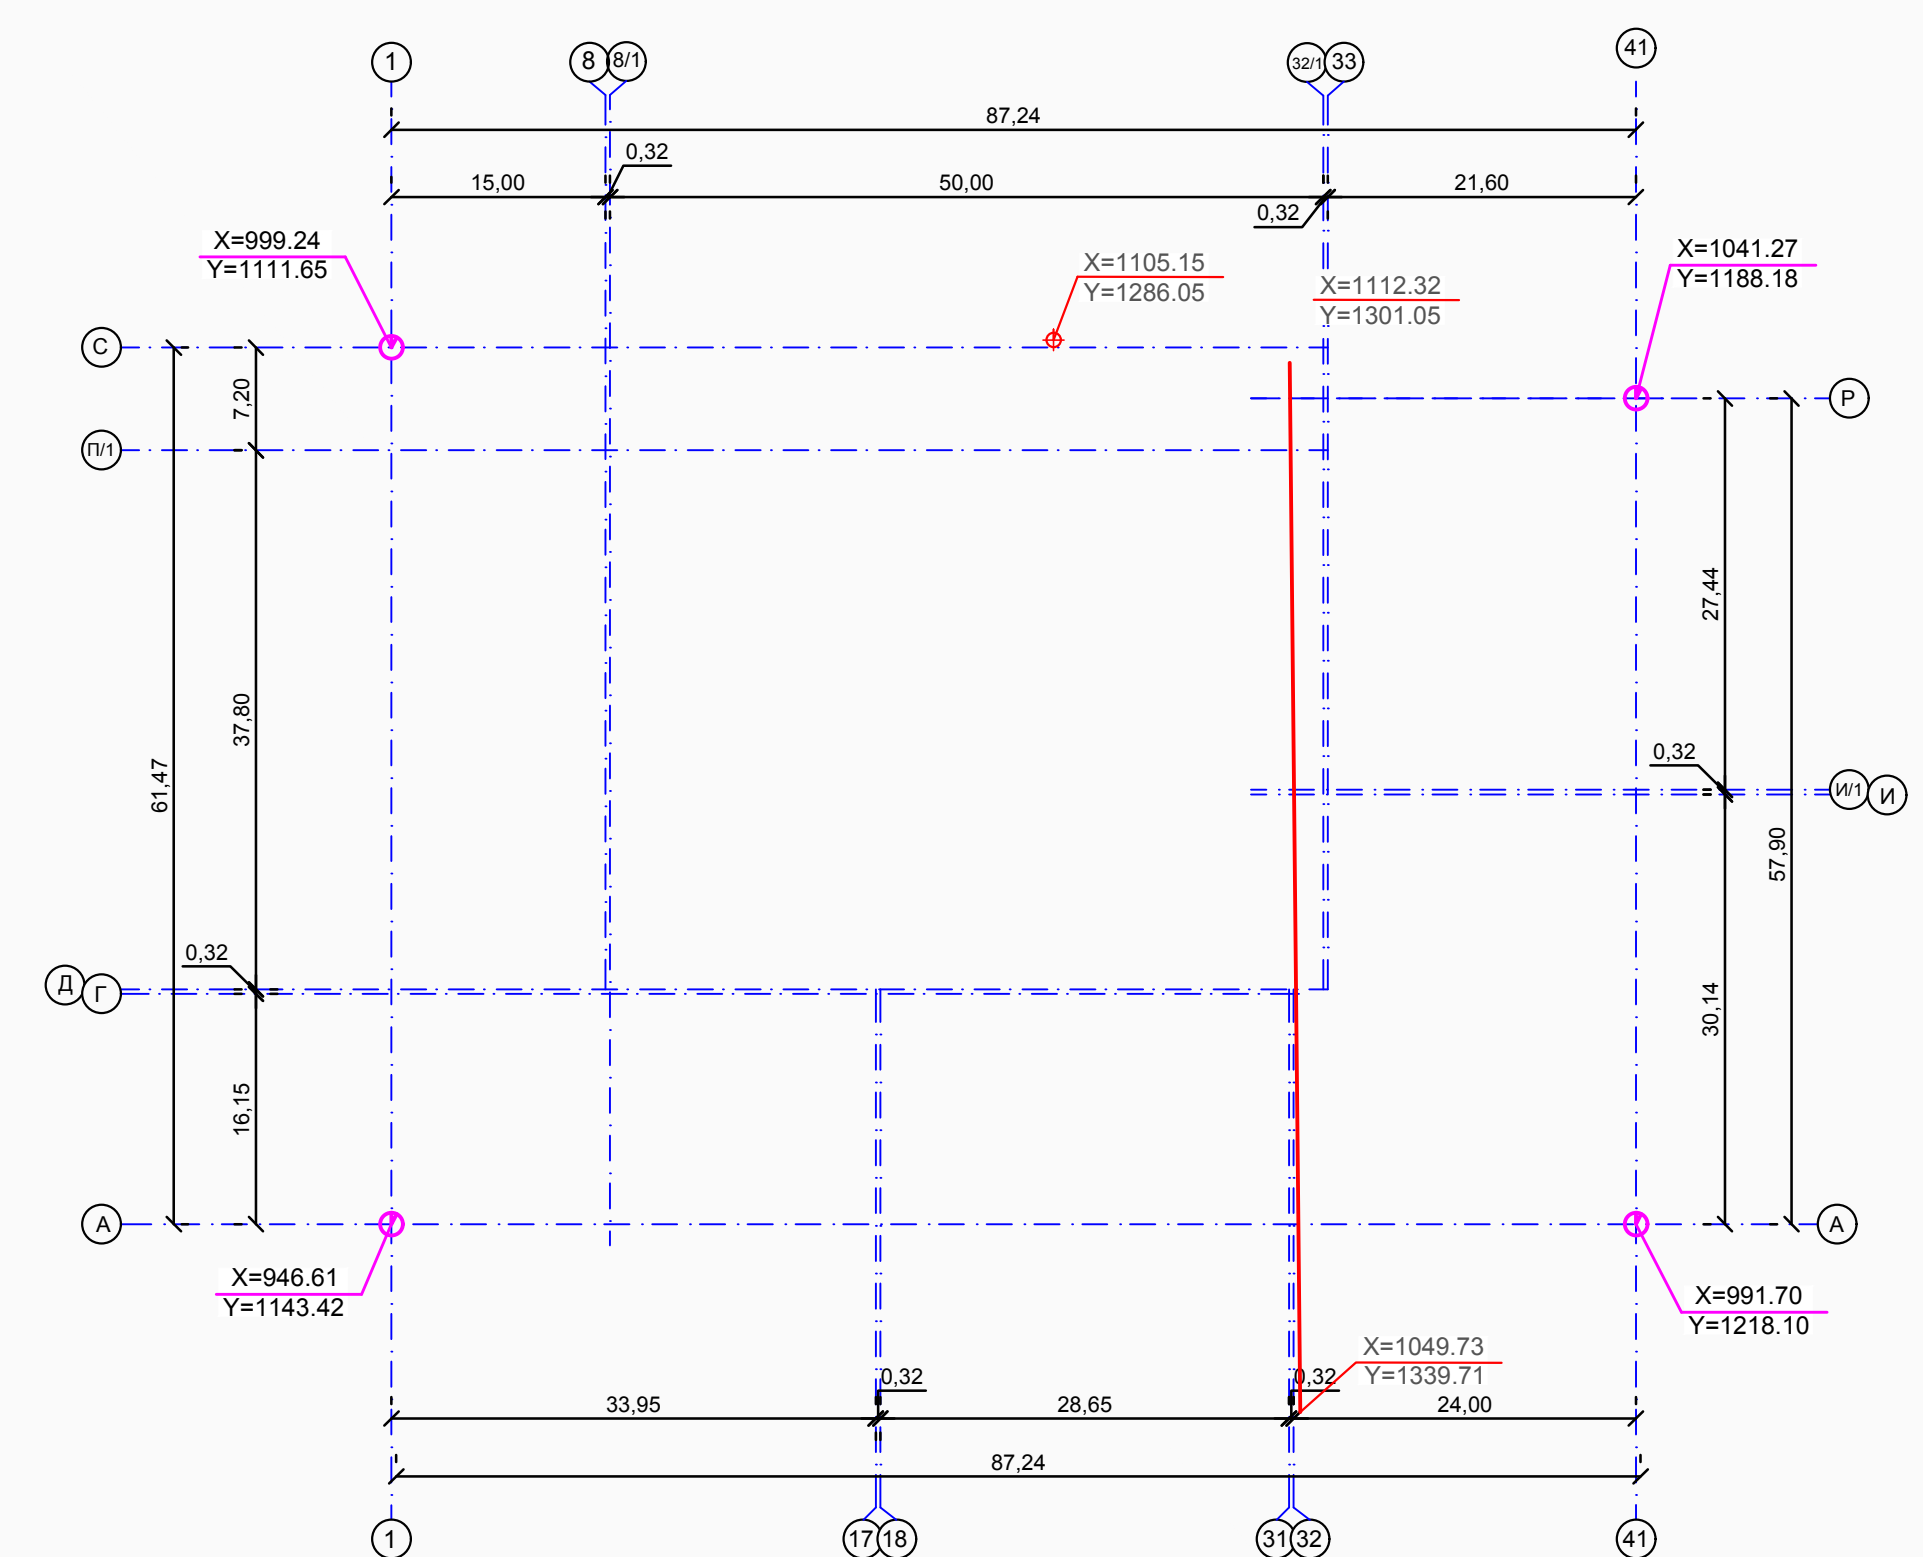 1
8
8/1
32/1
33
41
87,24
0,32
15,00
50,00
21,60
0,32
X=999.24
Y=1111.65
X=1105.15
Y=1286.05
X=1112.32
Y=1301.05
X=1041.27
Y=1188.18
С
Р
7,20
П/1
27,44
37,80
61,47
0,32
И/1
И
57,90
0,32
Д
Г
30,14
16,15
А
А
X=946.61
Y=1143.42
X=991.70
Y=1218.10
X=1049.73
Y=1339.71
0,32
0,32
33,95
28,65
24,00
87,24
1
17
18
31
32
41